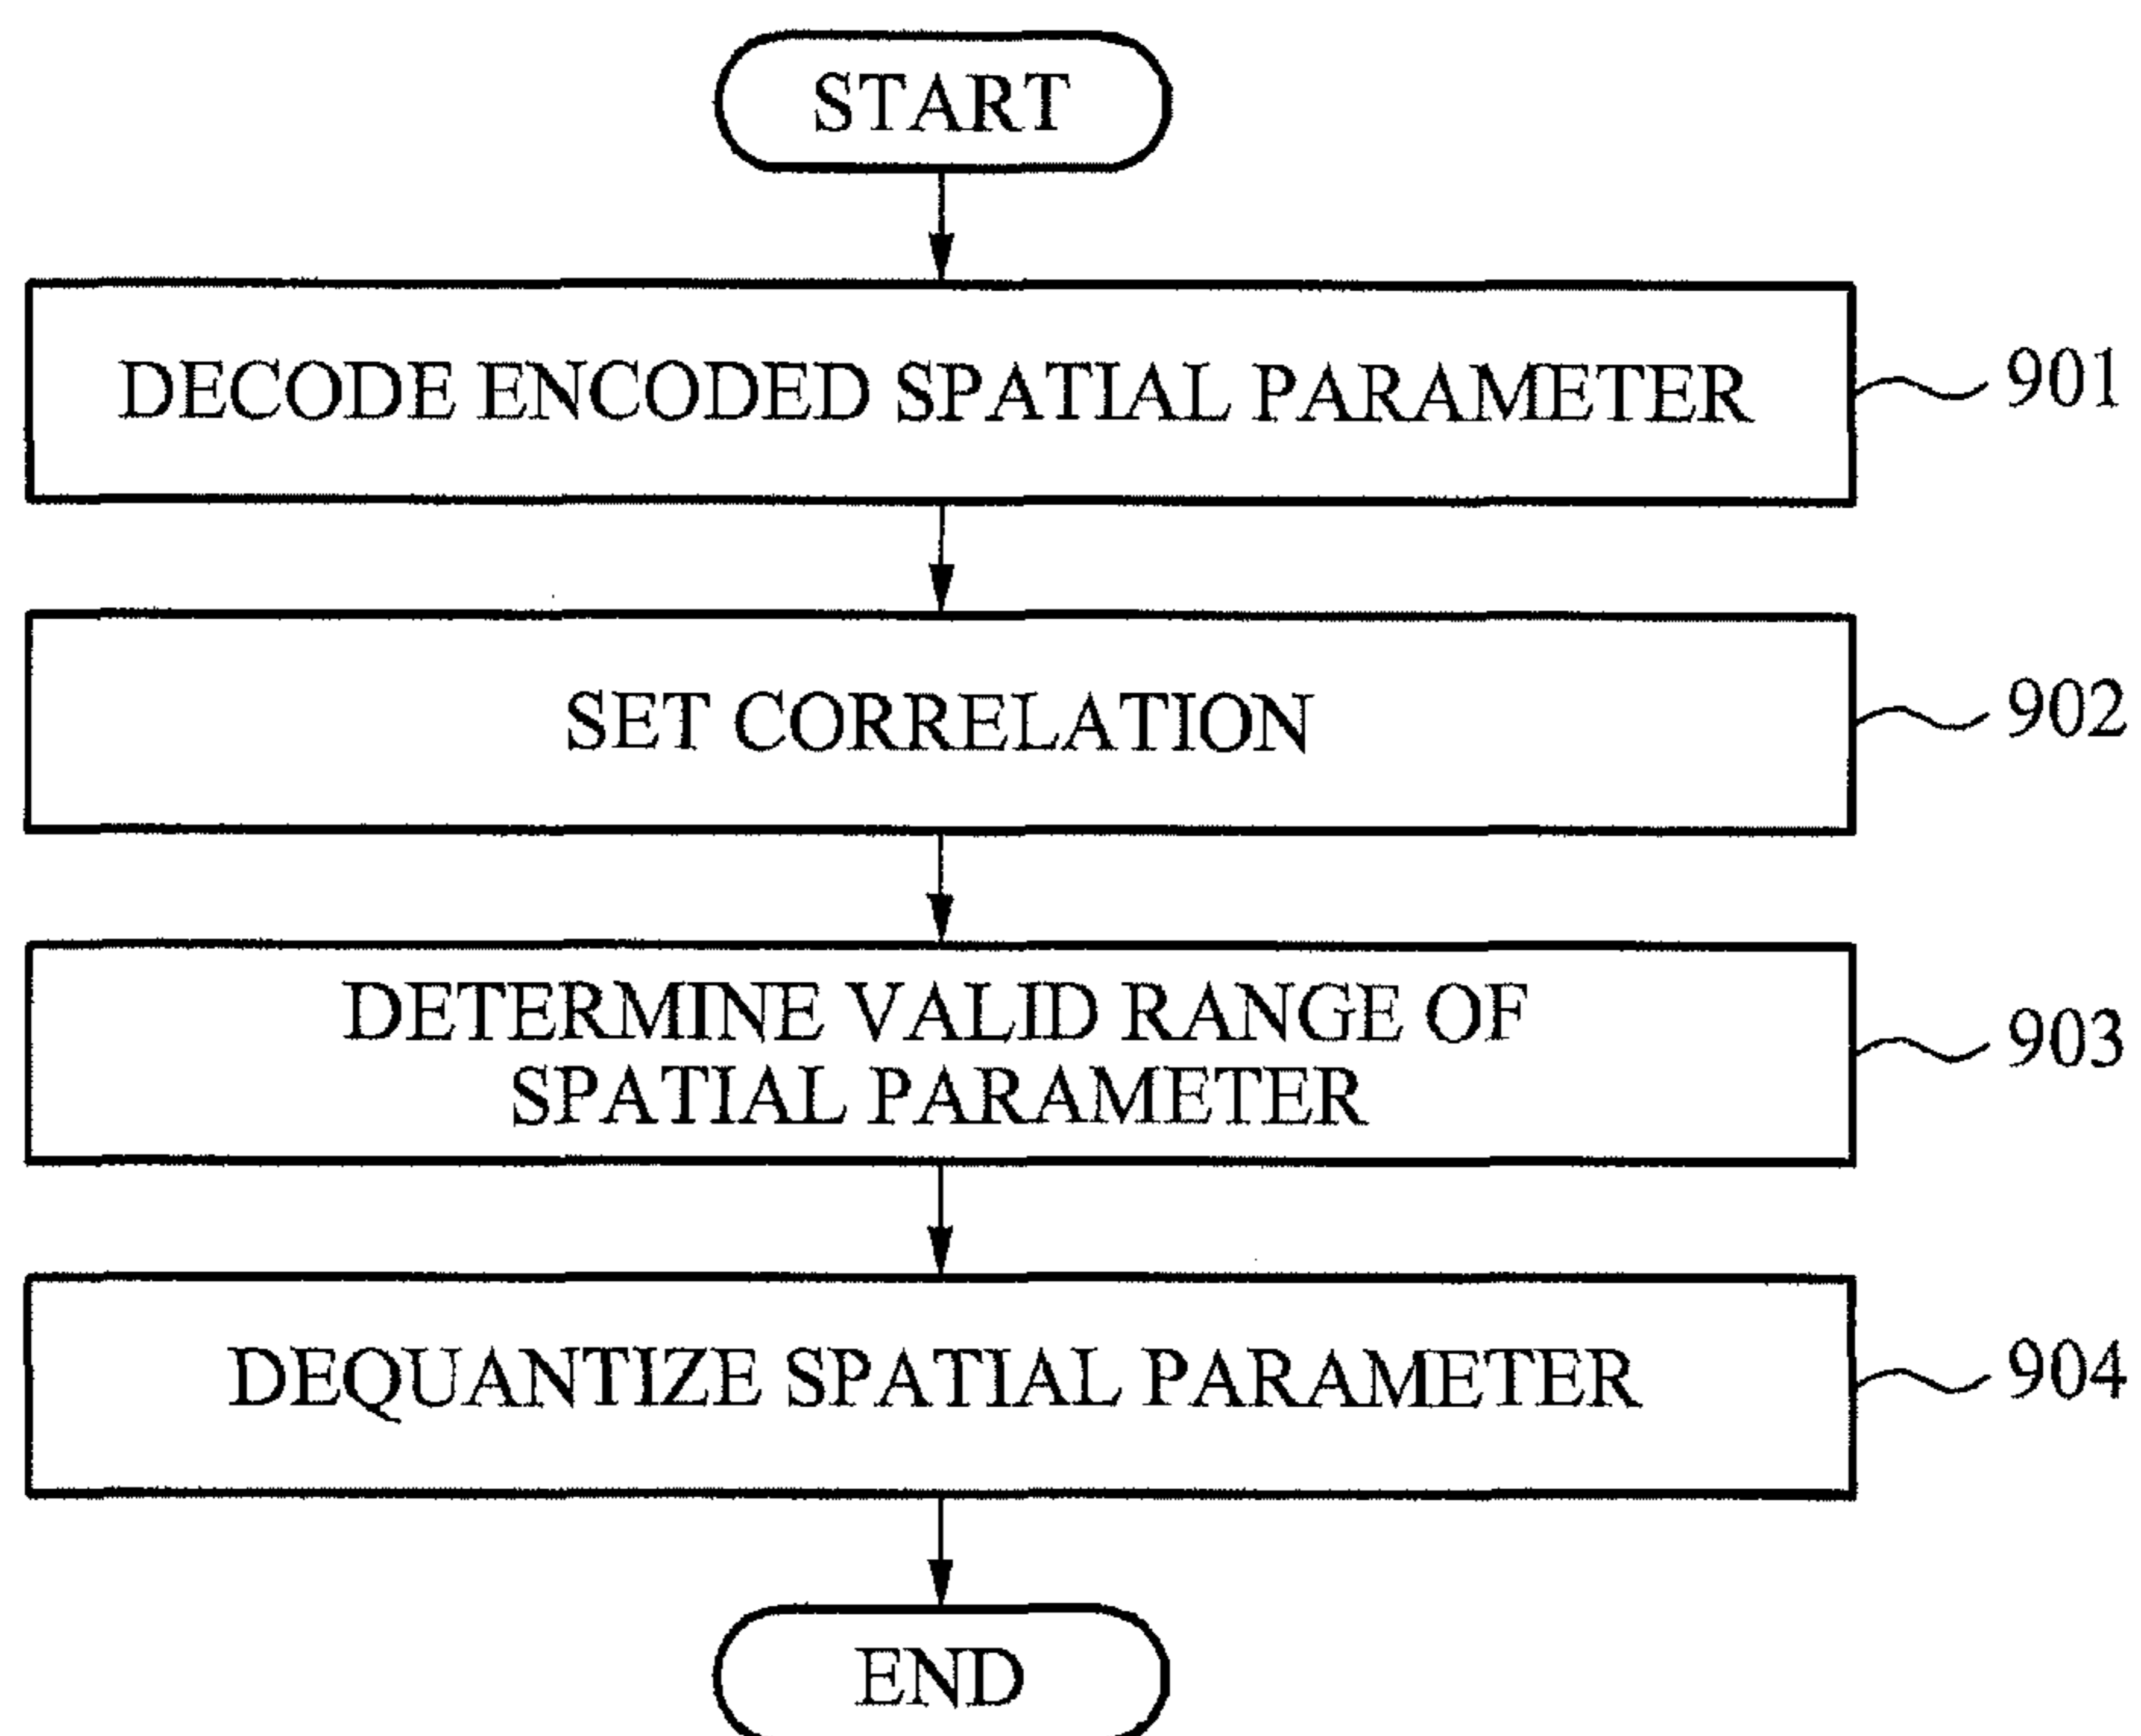 START
DECODE ENCODED SPATIAL PARAMETER
901
SET CORRELATION
902
DETERMINE VALID RANGE OF
SPATIAL PARAMETER
903
DEQUANTIZE SPATIAL PARAMETER
904
END